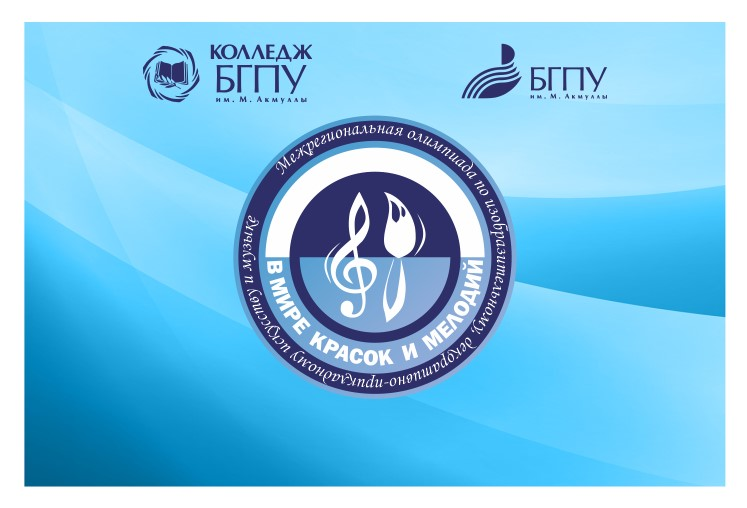 КОЛЛЕДЖ
БГПУ
им. М. Акмуллы
БГПУ
им. М. Акмуллы
Межрегиональная олимпиада по изобразительному, декоративно-прикладному искусству и музыке
В МИРЕ КРАСОК И МЕЛОДИЙ